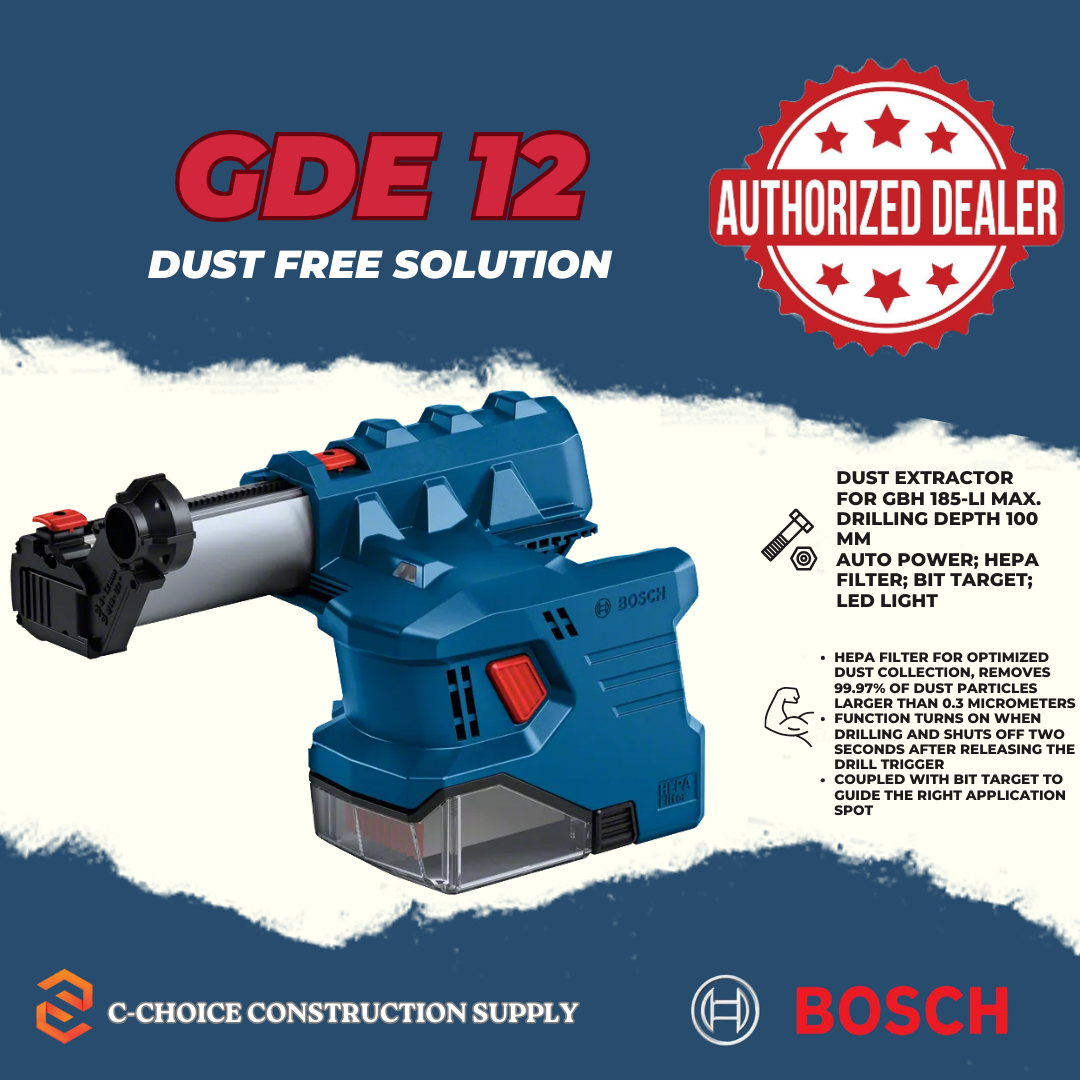 GDE 12
DUST FREE SOLUTION
AUTHORIZED DEALER
DUST EXTRACTOR
FOR GBH 185-LI MAX.
DRILLING DEPTH 100
MM
AUTO POWER; HEPA
FILTER; BIT TARGET;
LED LIGHT
BOSCH
HEPA
Filter
• HEPA FILTER FOR OPTIMIZED
DUST COLLECTION, REMOVES
99.97% OF DUST PARTICLES
LARGER THAN 0.3 MICROMETERS
• FUNCTION TURNS ON WHEN
DRILLING AND SHUTS OFF TWO
SECONDS AFTER RELEASING THE
DRILL TRIGGER
• COUPLED WITH BIT TARGET TO
GUIDE THE RIGHT APPLICATION
SPOT
C-CHOICE CONSTRUCTION SUPPLY
BOSCH